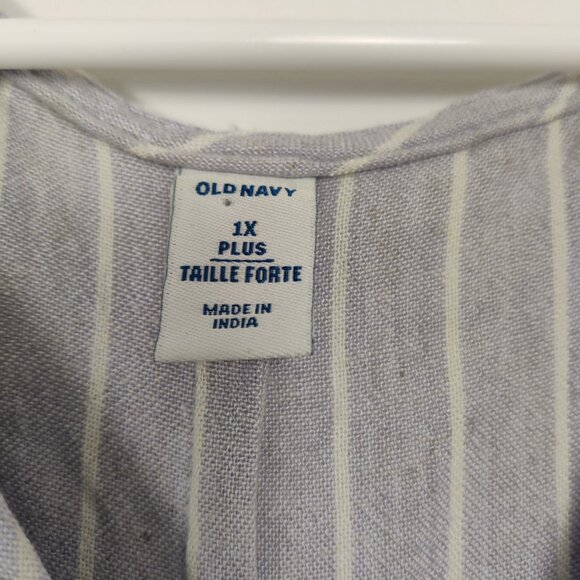 OLD NAVY
1X
PLUS
TAILLE FORTE
MADE IN
INDIA